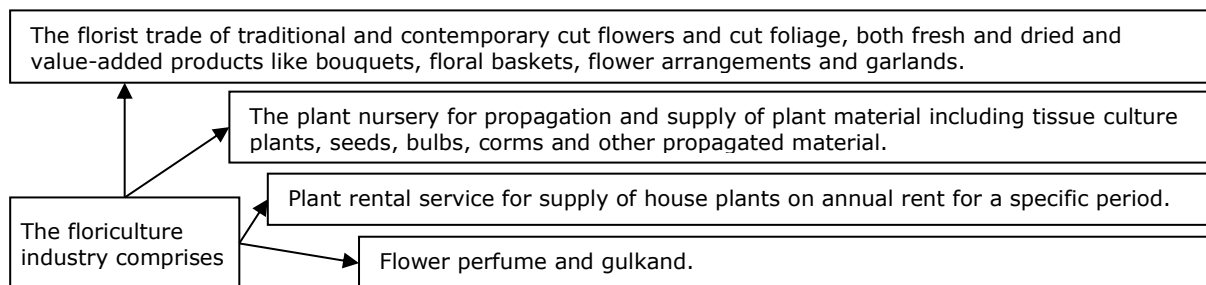 The florist trade of traditional and contemporary cut flowers and cut foliage, both fresh and dried and
value-added products like bouquets, floral baskets, flower arrangements and garlands.
The plant nursery for propagation and supply of plant material including tissue culture
plants, seeds, bulbs, corms and other propagated material.
Plant rental service for supply of house plants on annual rent for a specific period.
The floriculture
industry comprises
Flower perfume and gulkand.